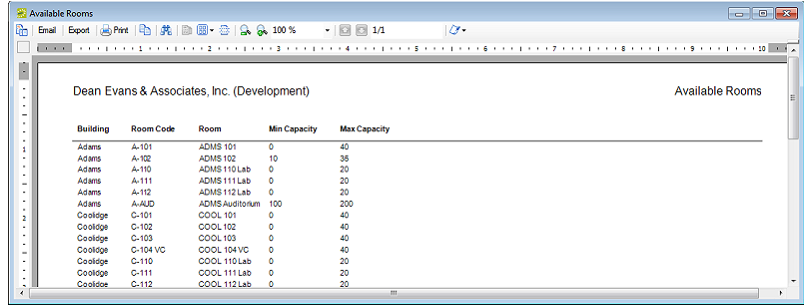 Available Rooms
Email Export Print 100 % 1/1
1 2 3 4 5 6 7 8 9 10
Dean Evans & Associates, Inc. (Development) Available Rooms
Building Room Code Room Min Capacity Max Capacity
Adams A-101 ADMS 101 0 40
Adams A-102 ADMS 102 10 35
Adams A-110 ADMS 110 Lab 0 20
Adams A-111 ADMS 111 Lab 0 20
Adams A-112 ADMS 112 Lab 0 20
Adams A-AUD ADMS Auditorium 100 200
Coolidge C-101 COOL 101 0 40
Coolidge C-102 COOL 102 0 40
Coolidge C-103 COOL 103 0 40
Coolidge C-104 VC COOL 104 VC 0 40
Coolidge C-110 COOL 110 Lab 0 20
Coolidge C-111 COOL 111 Lab 0 20
Coolidge C-112 COOL 112 Lab 0 20
1
2